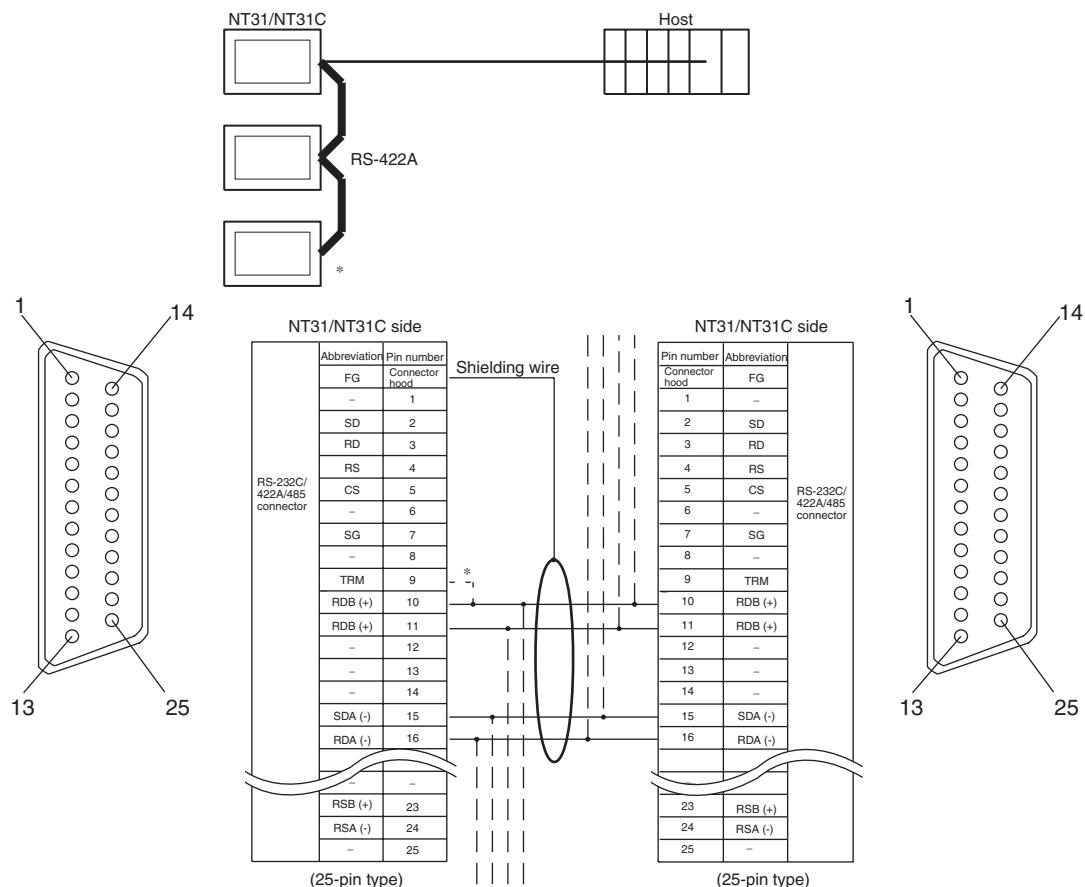 NT31/NT31C
Host
RS-422A
*
1
14
13
25
NT31/NT31C side
Abbreviation Pin number
RS-232C/
422A/485
connector
FG Connector
hood
– 1
SD 2
RD 3
RS 4
CS 5
– 6
SG 7
– 8
TRM 9
RDB (+) 10
RDB (+) 11
– 12
– 13
– 14
SDA (-) 15
RDA (-) 16
– –
RSB (+) 23
RSA (-) 24
– 25
(25-pin type)
Shielding wire
*
NT31/NT31C side
Pin number Abbreviation
Connector
hood FG
1 –
2 SD
3 RD
4 RS
5 CS
6 –
7 SG
8 –
9 TRM
10 RDB (+)
11 RDB (+)
12 –
13 –
14 –
15 SDA (-)
16 RDA (-)
–
23 RSB (+)
24 RSA (-)
25 –
RS-232C/
422A/485
connector
(25-pin type)
1
14
13
25